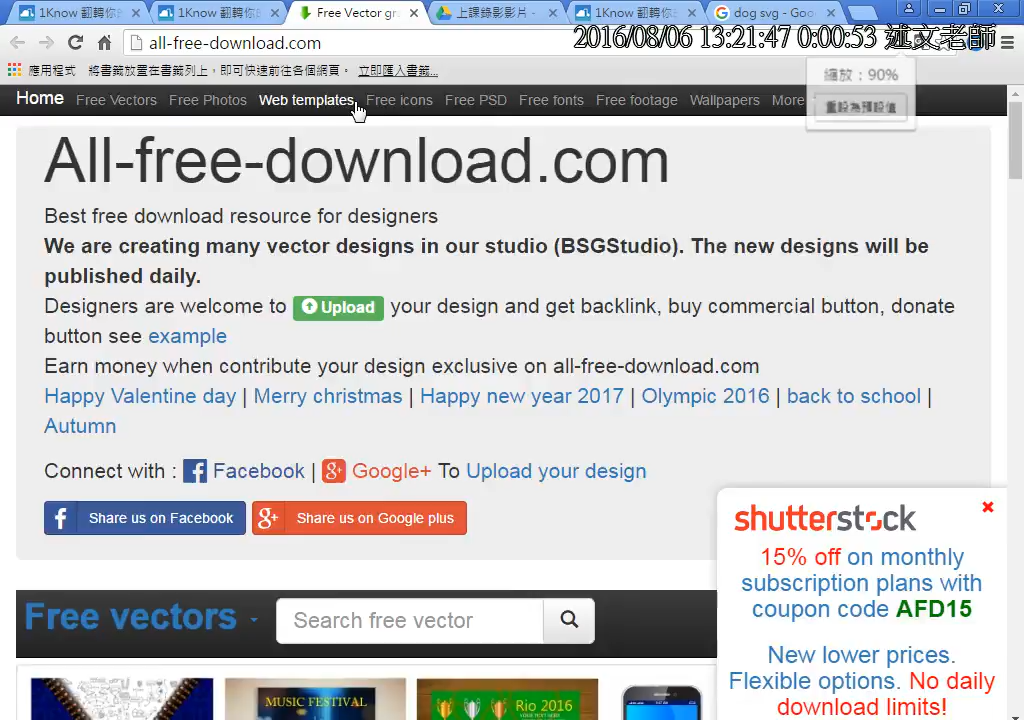 1Know 翻轉你的
1Know 翻轉你的
Free Vector gr
上課錄影影片 -
1Know 翻轉你的
dog svg - Goo
all-free-download.com
2016/08/06 13:21:47 0:00:53 述文老師
應用程式 將書籤放置在書籤列上，即可快速前往各個網頁。 立即匯入書籤...
縮放：90%
重設為預設值
Home Free Vectors Free Photos Web templates Free icons Free PSD Free fonts Free footage Wallpapers More
All-free-download.com
Best free download resource for designers
We are creating many vector designs in our studio (BSGStudio). The new designs will be
published daily.
Designers are welcome to Upload your design and get backlink, buy commercial button, donate
button see example
Earn money when contribute your design exclusive on all-free-download.com
Happy Valentine day | Merry christmas | Happy new year 2017 | Olympic 2016 | back to school |
Autumn
Connect with : Facebook | Google+ To Upload your design
Share us on Facebook Share us on Google plus
shutterstock
15% off on monthly
subscription plans with
coupon code AFD15
New lower prices.
Flexible options. No daily
download limits!
Free vectors Search free vector
MUSIC FESTIVAL
Rio 2016